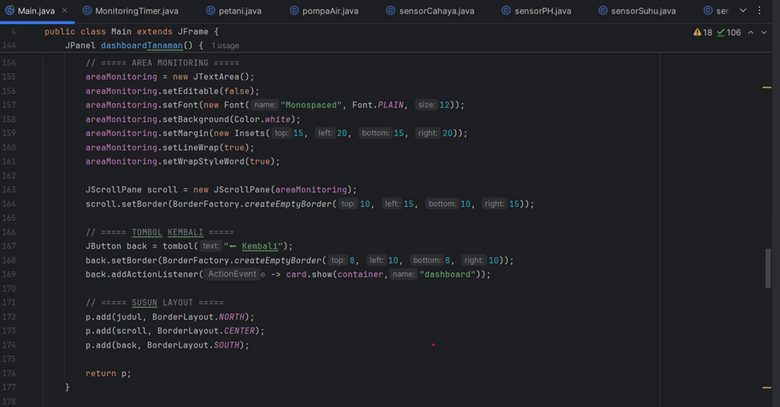 Main.java MonitoringTimer.java petani.java pompaAir.java sensorCahaya.java sensorPH.java sensorSuhu.java
4 public class Main extends JFrame { 18 106
144 JPanel dashboardTanaman() { 1 usage
154 // ===== AREA MONITORING =====
155 areaMonitoring = new JTextArea();
156 areaMonitoring.setEditable(false);
157 areaMonitoring.setFont(new Font( name: "Monospaced", Font.PLAIN, size: 12));
158 areaMonitoring.setBackground(Color.white);
159 areaMonitoring.setMargin(new Insets( top: 15, left: 20, bottom: 15, right: 20));
160 areaMonitoring.setLineWrap(true);
161 areaMonitoring.setWrapStyleWord(true);
162
163 JScrollPane scroll = new JScrollPane(areaMonitoring);
164 scroll.setBorder(BorderFactory.createEmptyBorder( top: 10, left: 15, bottom: 10, right: 15));
165
166 // ===== TOMBOL KEMBALI =====
167 JButton back = tombol( text: "← Kembali");
168 back.setBorder(BorderFactory.createEmptyBorder( top: 8, left: 10, bottom: 8, right: 10));
169 back.addActionListener( ActionEvent e -> card.show(container, name: "dashboard"));
170
171 // ===== SUSUN LAYOUT =====
172 p.add(judul, BorderLayout.NORTH);
173 p.add(scroll, BorderLayout.CENTER);
174 p.add(back, BorderLayout.SOUTH);
175
176 return p;
177 }
178